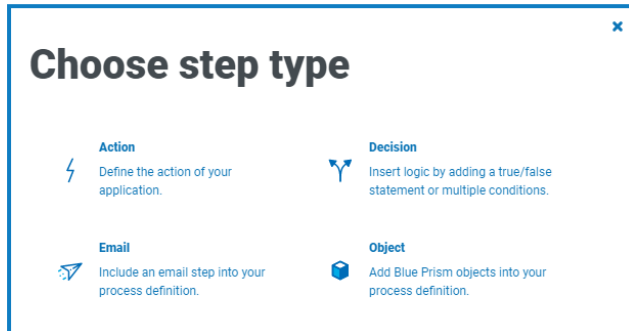 Choose step type
Action
Define the action of your
application.
Decision
Insert logic by adding a true/false
statement or multiple conditions.
Email
Include an email step into your
process definition.
Object
Add Blue Prism objects into your
process definition.